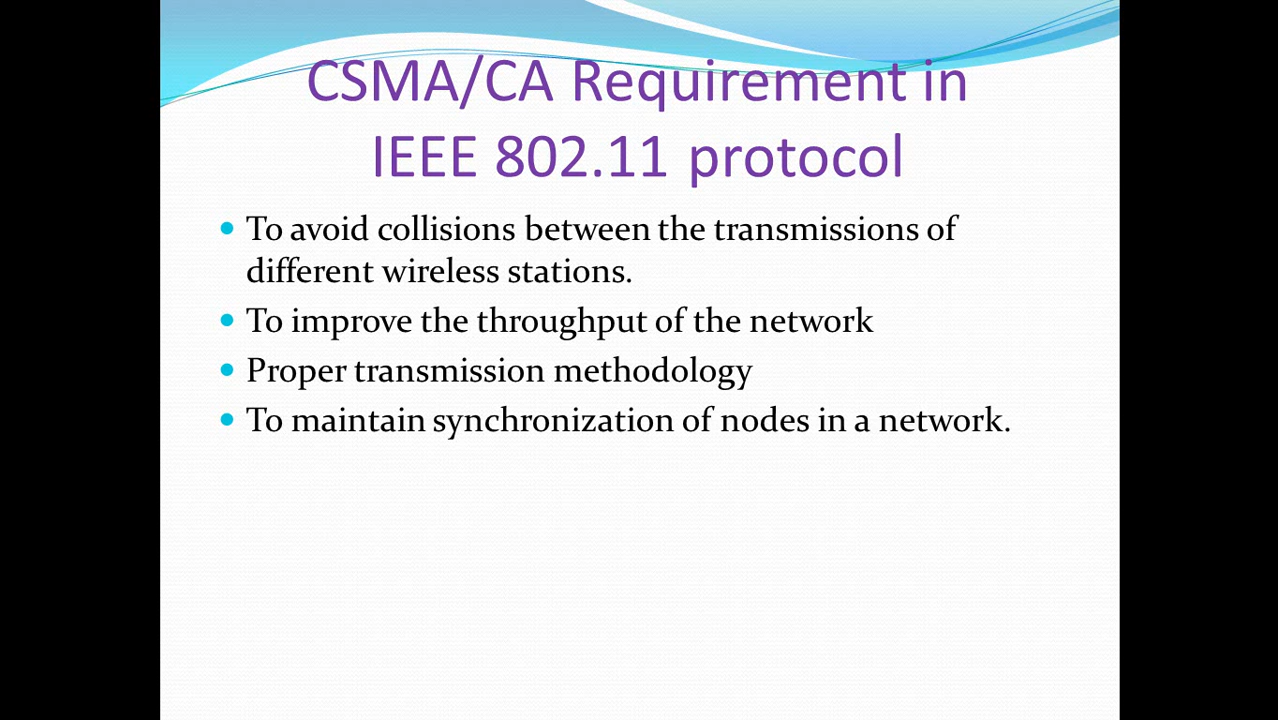 CSMA/CA Requirement in
IEEE 802.11 protocol
To avoid collisions between the transmissions of
different wireless stations.
To improve the throughput of the network
Proper transmission methodology
To maintain synchronization of nodes in a network.